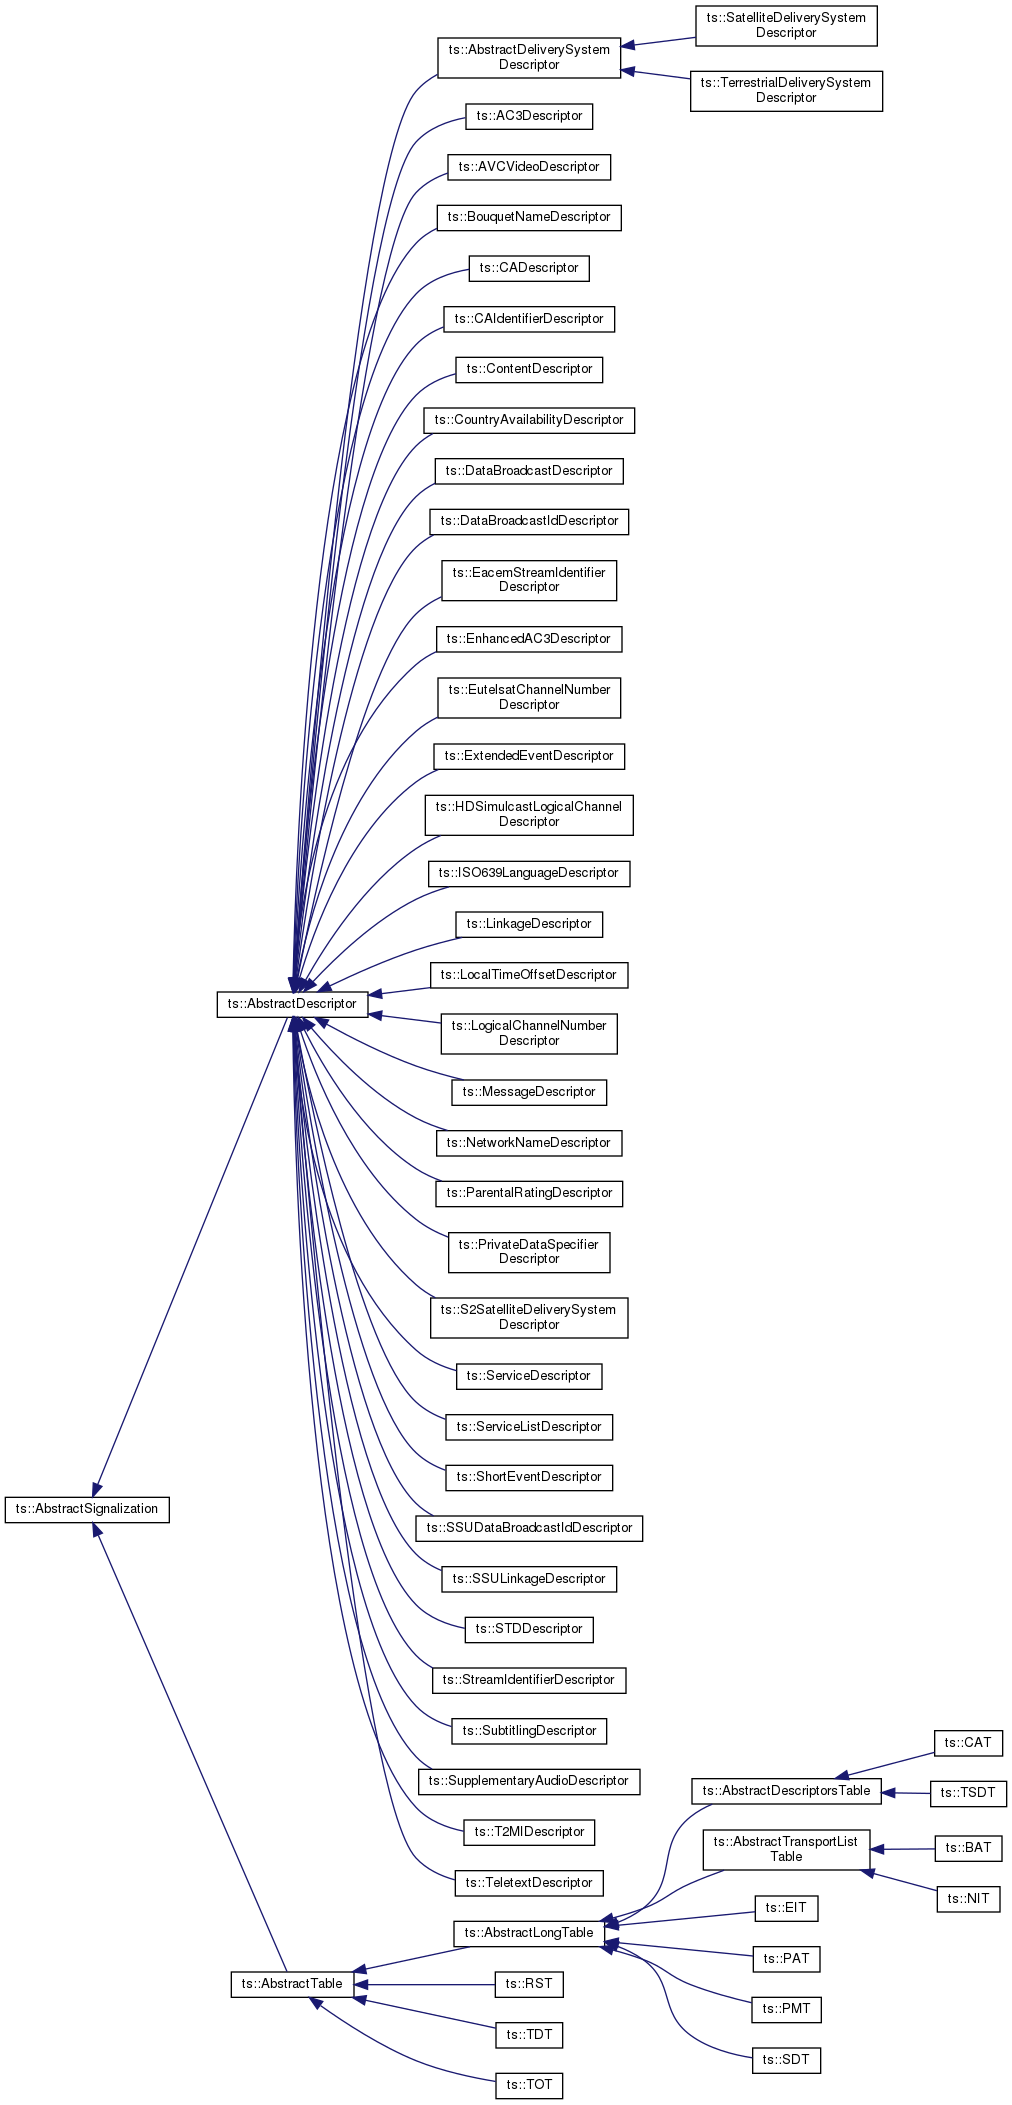 ts::SatelliteDeliverySystem
Descriptor
ts::AbstractDeliverySystem
Descriptor
ts::TerrestrialDeliverySystem
Descriptor
ts::AC3Descriptor
ts::AVCVideoDescriptor
ts::BouquetNameDescriptor
ts::CADescriptor
ts::CAIdentifierDescriptor
ts::ContentDescriptor
ts::CountryAvailabilityDescriptor
ts::DataBroadcastDescriptor
ts::DataBroadcastIdDescriptor
ts::EacemStreamIdentifier
Descriptor
ts::EnhancedAC3Descriptor
ts::EutelsatChannelNumber
Descriptor
ts::ExtendedEventDescriptor
ts::HDSimulcastLogicalChannel
Descriptor
ts::ISO639LanguageDescriptor
ts::LinkageDescriptor
ts::LocalTimeOffsetDescriptor
ts::AbstractDescriptor
ts::LogicalChannelNumber
Descriptor
ts::MessageDescriptor
ts::NetworkNameDescriptor
ts::ParentalRatingDescriptor
ts::PrivateDataSpecifier
Descriptor
ts::S2SatelliteDeliverySystem
Descriptor
ts::ServiceDescriptor
ts::ServiceListDescriptor
ts::ShortEventDescriptor
ts::AbstractSignalization
ts::SSUDataBroadcastIdDescriptor
ts::SSULinkageDescriptor
ts::STDDescriptor
ts::StreamIdentifierDescriptor
ts::SubtitlingDescriptor
ts::CAT
ts::SupplementaryAudioDescriptor
ts::AbstractDescriptorsTable
ts::TSDT
ts::T2MIDescriptor
ts::AbstractTransportList
Table
ts::BAT
ts::TeletextDescriptor
ts::NIT
ts::EIT
ts::AbstractLongTable
ts::PAT
ts::AbstractTable
ts::RST
ts::PMT
ts::TDT
ts::SDT
ts::TOT